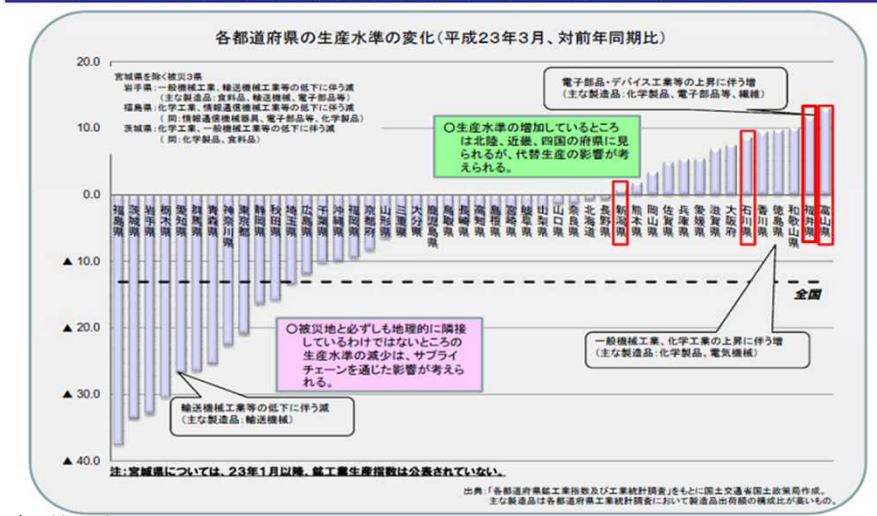 各都道府県の生産水準の変化(平成23年3月、対前年同期比)
20.0
10.0
0.0
▲ 10.0
▲ 20.0
▲ 30.0
▲ 40.0
宮城県を除く被災3県
岩手県:一般機械工業、輸送機械工業等の低下に伴う減
(主な製造品:食料品、輸送機械、電子部品等)
福島県:化学工業、情報通信機械工業等の低下に伴う減
(同:情報通信機械器具、電子部品等、化学製品)
茨城県:化学工業、一般機械工業等の低下に伴う減
(同:化学製品、食料品)
電子部品・デバイス工業等の上昇に伴う増
(主な製造品:化学製品、電子部品等、繊維)
○生産水準の増加しているところ
は北陸、近畿、四国の府県に見
られるが、代替生産の影響が考
えられる。
福島県
茨城県
岩手県
栃木県
愛知県
群馬県
青森県
神奈川県
東京都
静岡県
秋田県
埼玉県
広島県
千葉県
沖縄県
福岡県
京都府
山形県
三重県
大分県
鹿児島県
鳥取県
長崎県
高知県
島根県
宮崎県
岐阜県
山梨県
山口県
奈良県
北海道
長野県
新潟県
熊本県
岡山県
佐賀県
兵庫県
愛媛県
滋賀県
大阪府
石川県
香川県
徳島県
和歌山県
福井県
富山県
全国
○被災地と必ずしも地理的に隣接
しているわけではないところの
生産水準の減少は、サプライ
チェーンを通じた影響が考えら
れる。
一般機械工業、化学工業の上昇に伴う増
(主な製造品:化学製品、電気機械)
輸送機械工業等の低下に伴う減
(主な製造品:輸送機械)
注:宮城県については、23年1月以降、鉱工業生産指数は公表されていない。
出典:「各都道府県鉱工業指数及び工業統計調査」をもとに国土交通省国土政策局作成。
主な製造品は各都道府県工業統計調査において製造品出荷額の構成比が高いもの。